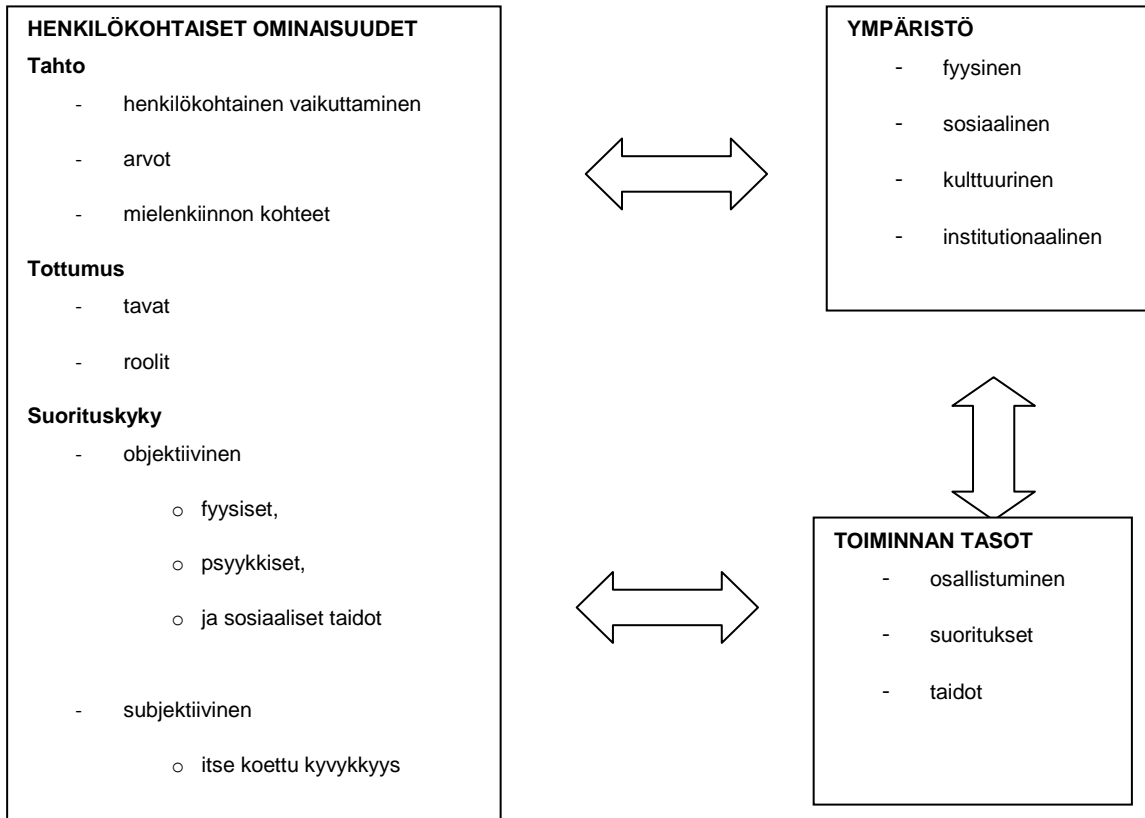 HENKILÖKOHTAISET OMINAISUUDET
Tahto
- henkilökohtainen vaikuttaminen
- arvot
- mielenkiinnon kohteet
Tottumus
- tavat
- roolit
Suorituskyky
- objektiivinen
o fyysiset,
o psyykkiset,
o ja sosiaaliset taidot
- subjektiivinen
o itse koettu kyvykkyys
YMPÄRISTÖ
- fyysinen
- sosiaalinen
- kulttuurinen
- institutionaalinen
TOIMINNAN TASOT
- osallistuminen
- suoritukset
- taidot